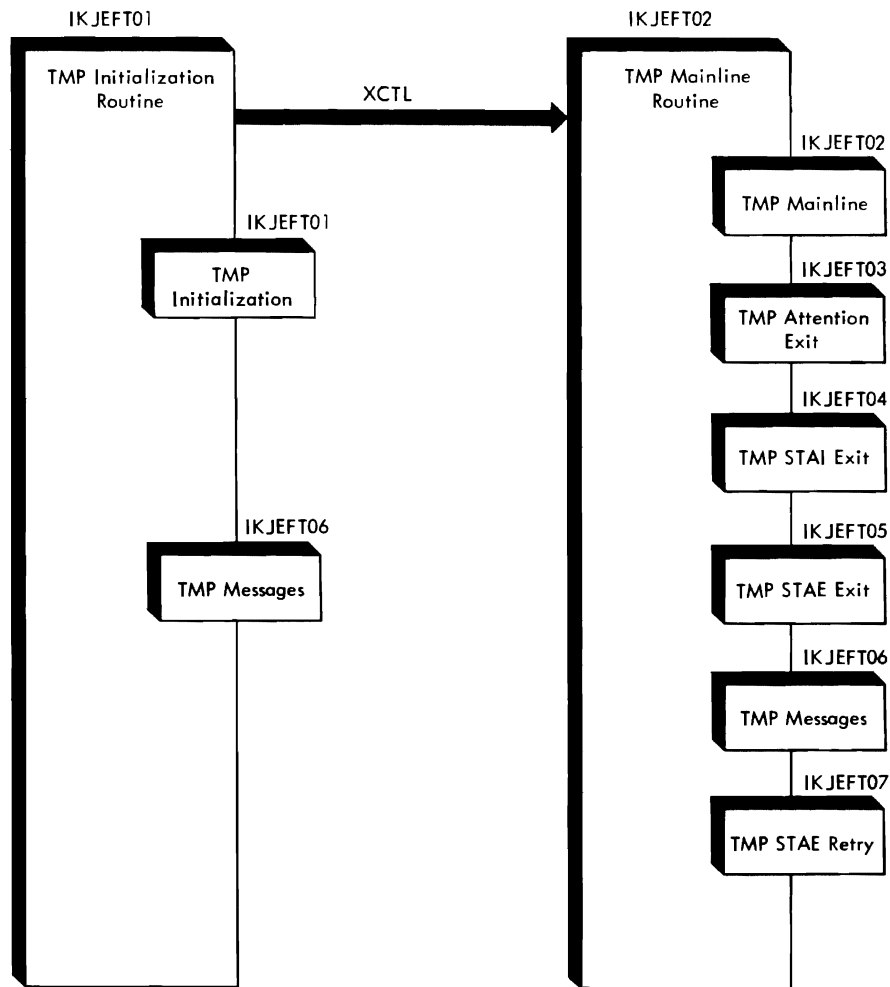 IKJEFT01
TMP Initialization
Routine
XCTL
IKJEFT01
TMP
Initialization
IKJEFT06
TMP Messages
IKJEFT02
TMP Mainline
Routine
IKJEFT02
TMP Mainline
IKJEFT03
TMP Attention
Exit
IKJEFT04
TMP STAI Exit
IKJEFT05
TMP STAE Exit
IKJEFT06
TMP Messages
IKJEFT07
TMP STAE Retry